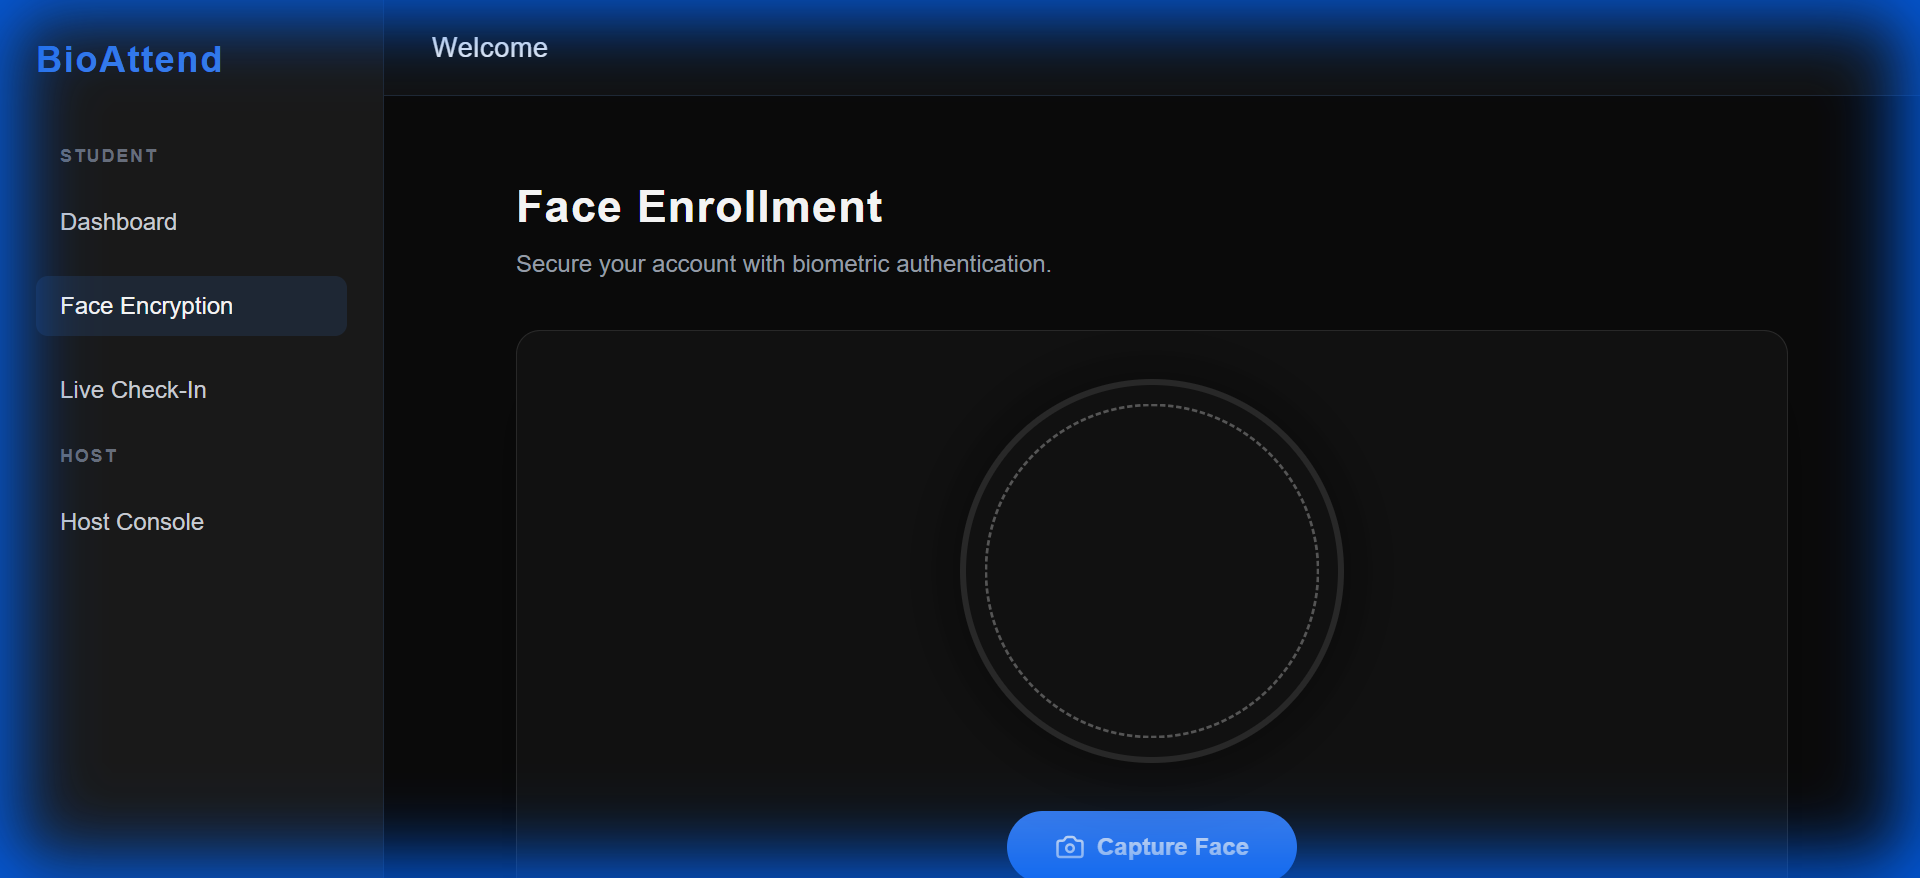 BioAttend
Welcome
STUDENT
Dashboard
Face Encryption
Live Check-In
HOST
Host Console
Face Enrollment
Secure your account with biometric authentication.
Capture Face